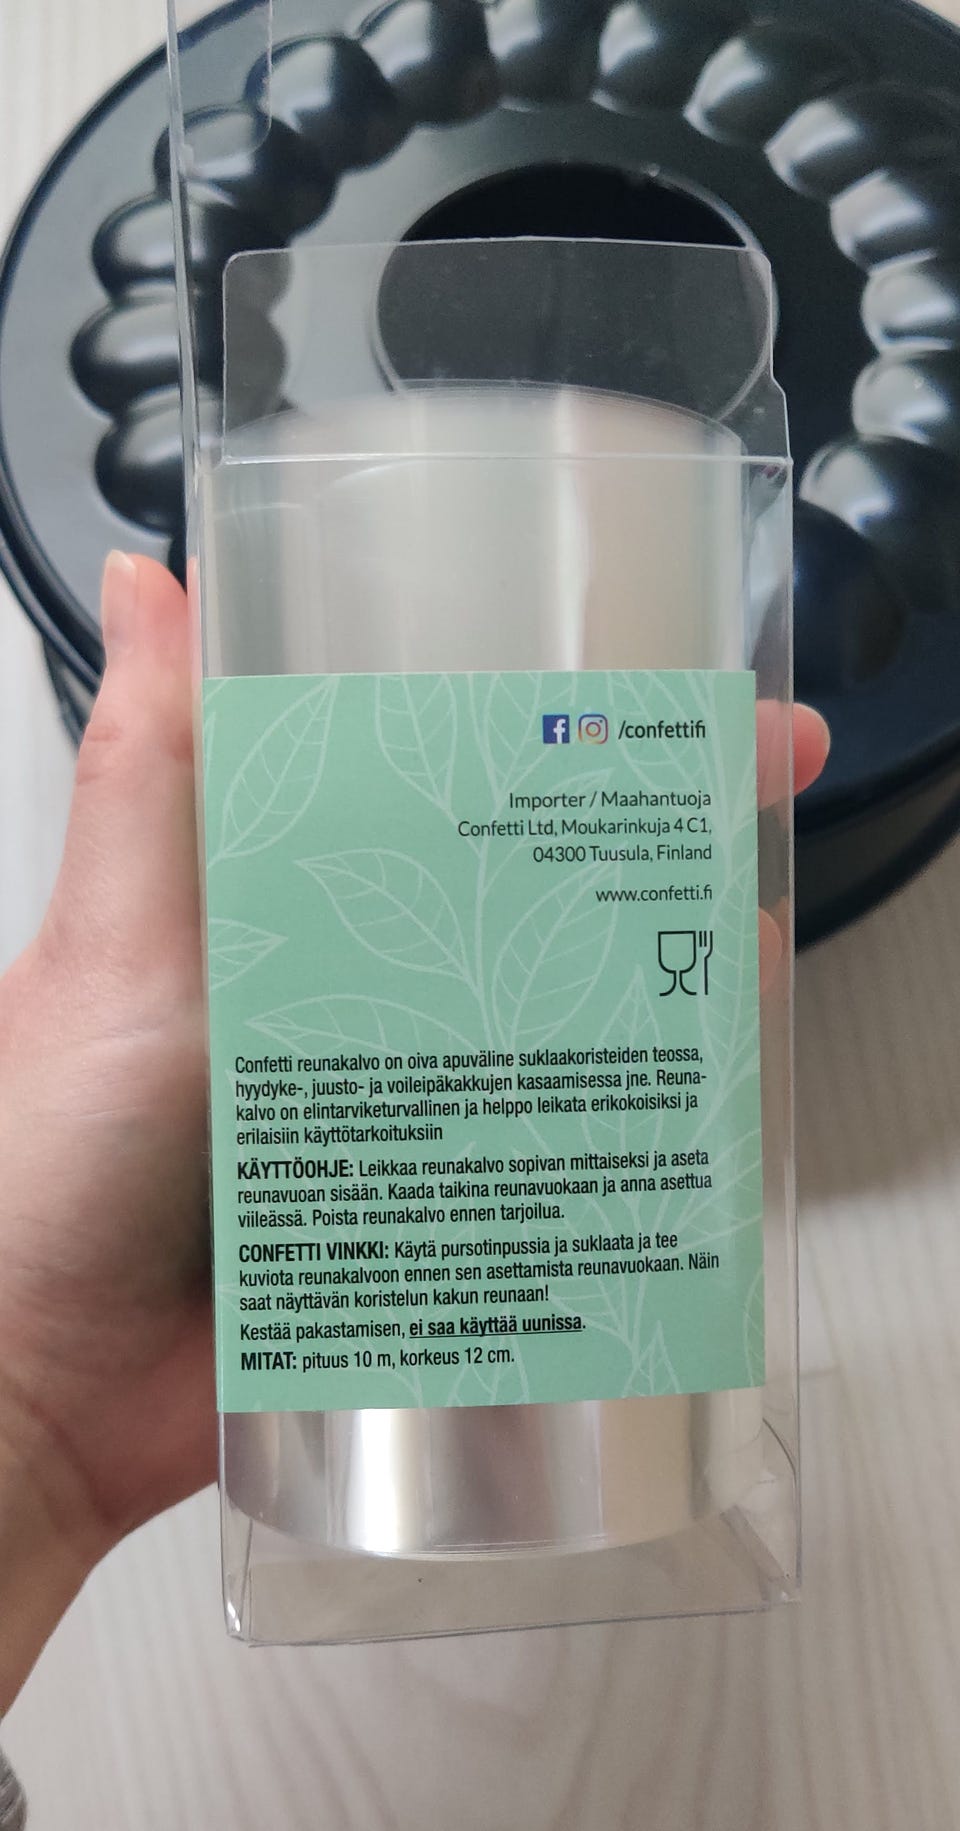 /confettifi
Importer / Maahantuoja
Confetti Ltd, Moukarinkuja 4 C1,
04300 Tuusula, Finland
www.confetti.fi
Confetti reunakalvo on oiva apuväline suklaakoristeiden teossa,
hyydyke-, juusto- ja voileipäkakkujen kasaamisessa jne. Reuna-
kalvo on elintarviketurvallinen ja helppo leikata erikokoisiksi ja
erilaisiin käyttötarkoituksiin
KÄYTTÖOHJE: Leikkaa reunakalvo sopivan mittaiseksi ja aseta
reunavuoan sisään. Kaada taikina reunavuokaan ja anna asettua
viileässä. Poista reunakalvo ennen tarjoilua.
CONFETTI VINKKI: Käytä pursotinpussia ja suklaata ja tee
kuviota reunakalvoon ennen sen asettamista reunavuokaan. Näin
saat näyttävän koristelun kakun reunaan!
Kestää pakastamisen, ei saa käyttää uunissa.
MITAT: pituus 10 m, korkeus 12 cm.